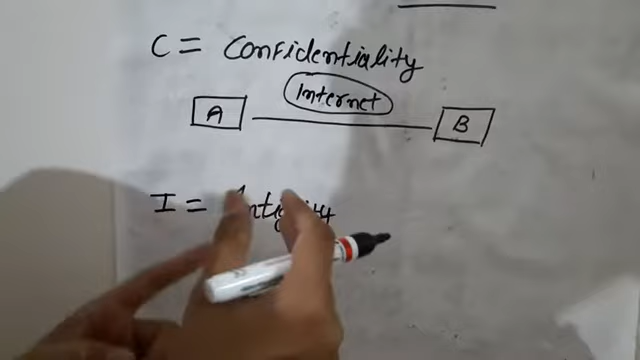 C = Confidentiality
Internet
A B
I =